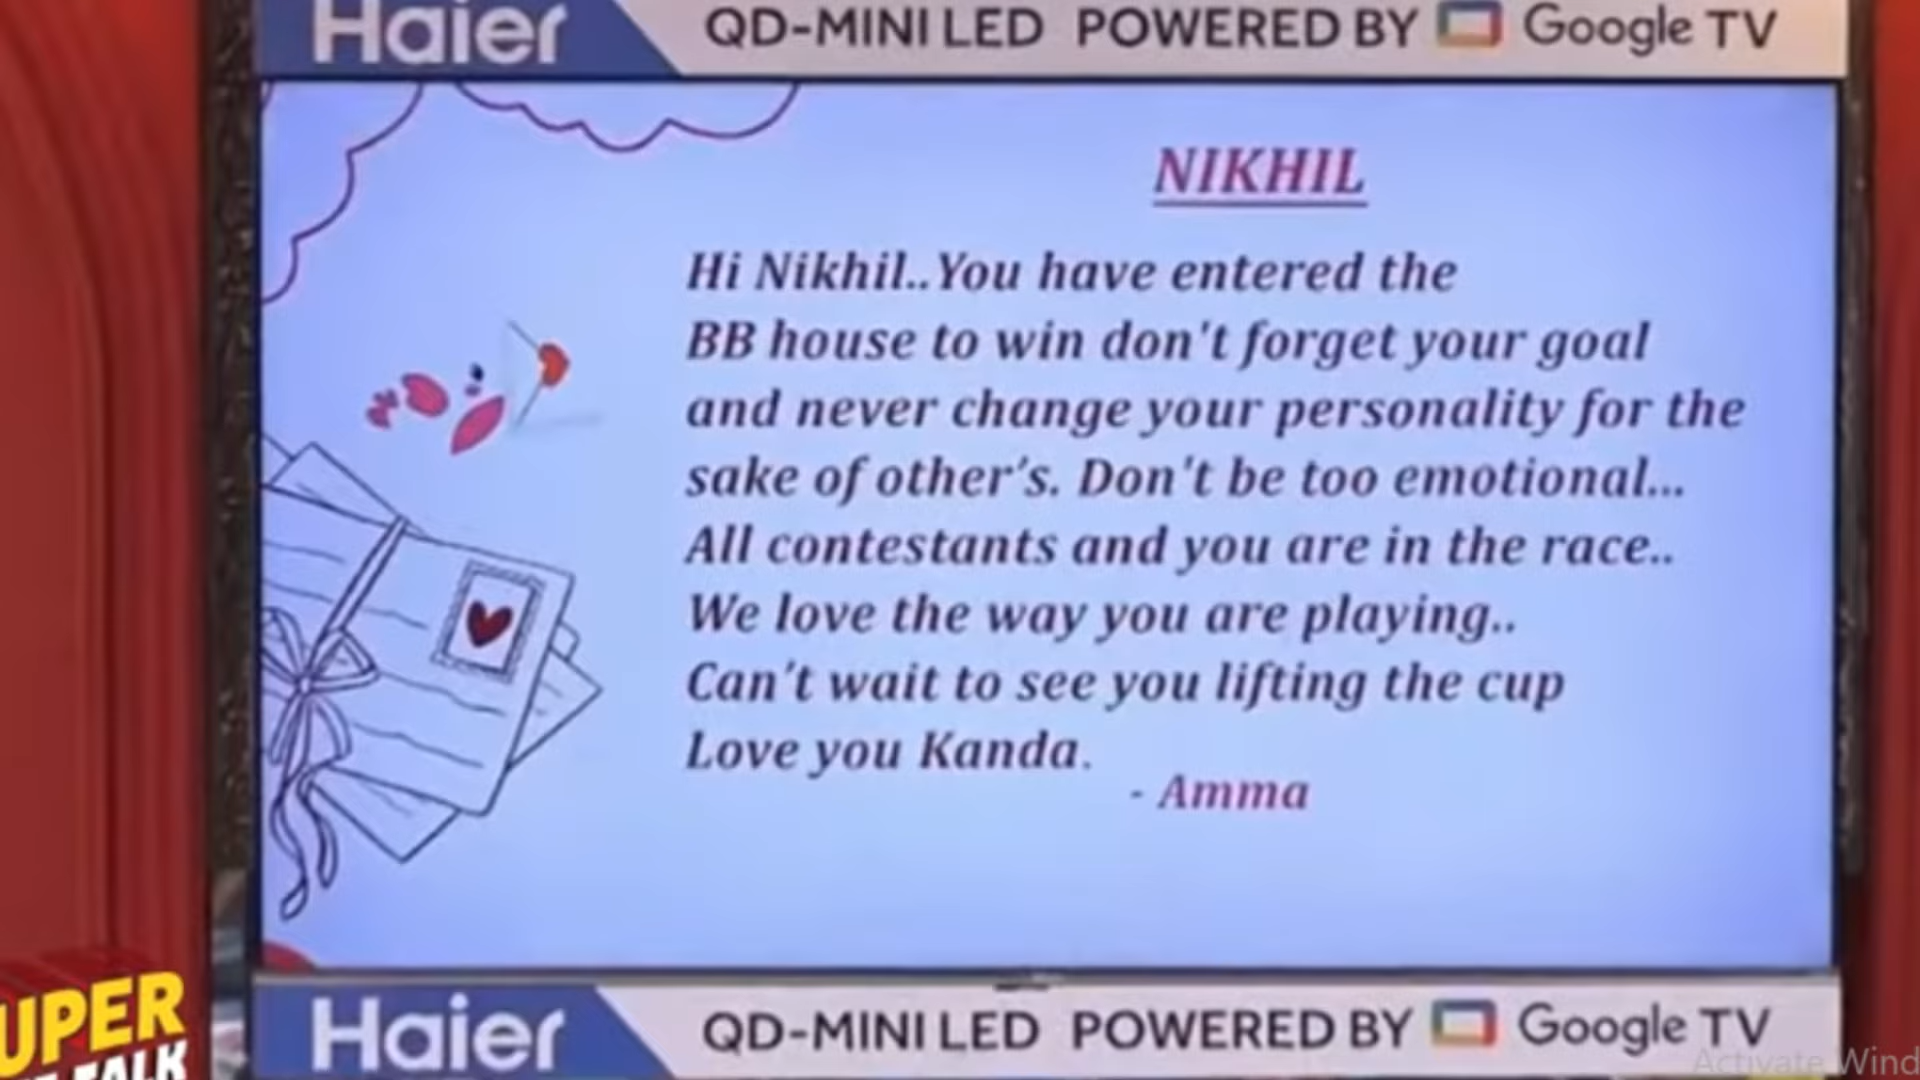 Haier QD-MINI LED POWERED BY Google TV
NIKHIL
Hi Nikhil..You have entered the
BB house to win don't forget your goal
and never change your personality for the
sake of other's. Don't be too emotional...
All contestants and you are in the race..
We love the way you are playing..
Can't wait to see you lifting the cup
Love you Kanda.
- Amma
Haier QD-MINI LED POWERED BY Google TV
UPER
TALK
Activate Wind